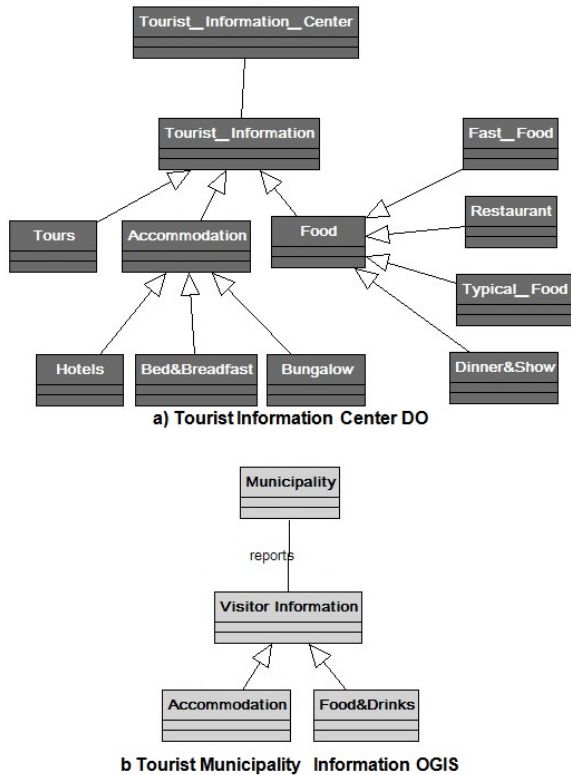 Tourist__Information__Center
Tourist__Information
Fast__Food
Restaurant
Tours
Accommodation
Food
Typical__Food
Hotels
Bed&Breadfast
Bungalow
Dinner&Show
a) Tourist Information Center DO
Municipality
reports
Visitor Information
Accommodation
Food&Drinks
b Tourist Municipality Information OGIS